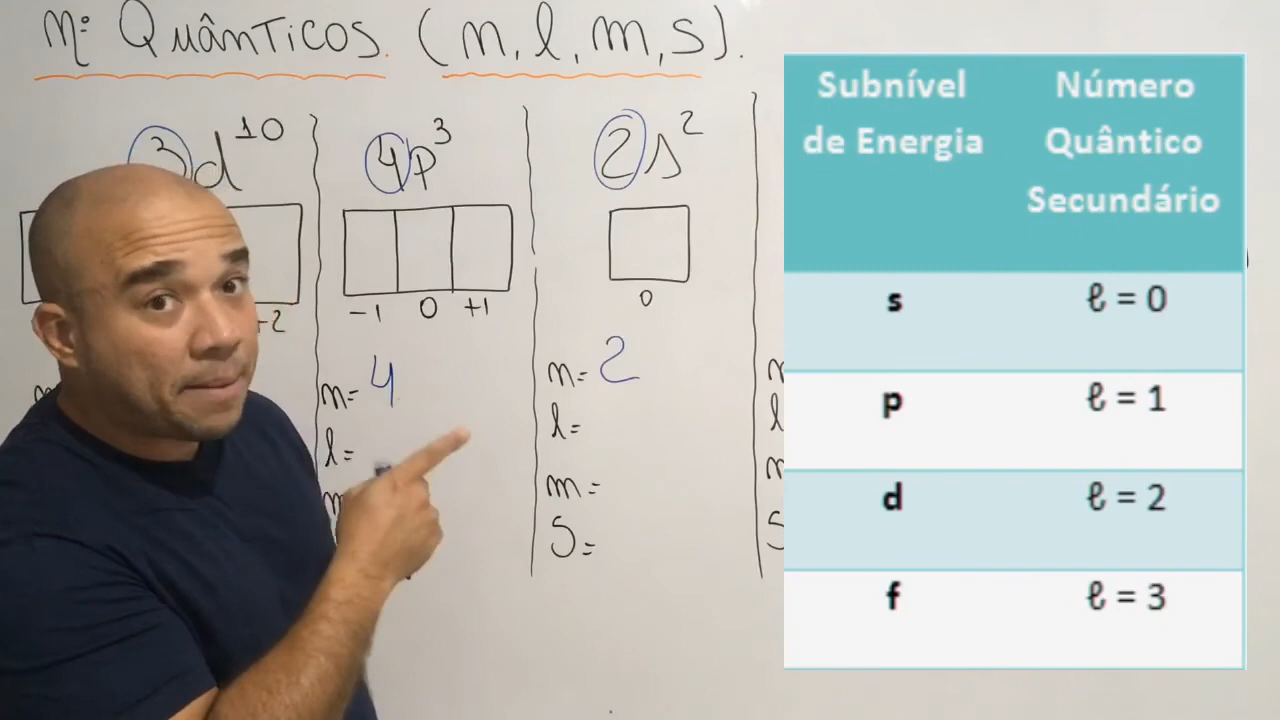 nº Quânticos. (n, l, m, s).
3d¹⁰
4p³
2s²
+2
-1 0 +1
0
n= 4
l=
m
n= 2
l=
m=
S=
Subnível de Energia
Número Quântico Secundário
s ℓ = 0
p ℓ = 1
d ℓ = 2
f ℓ = 3